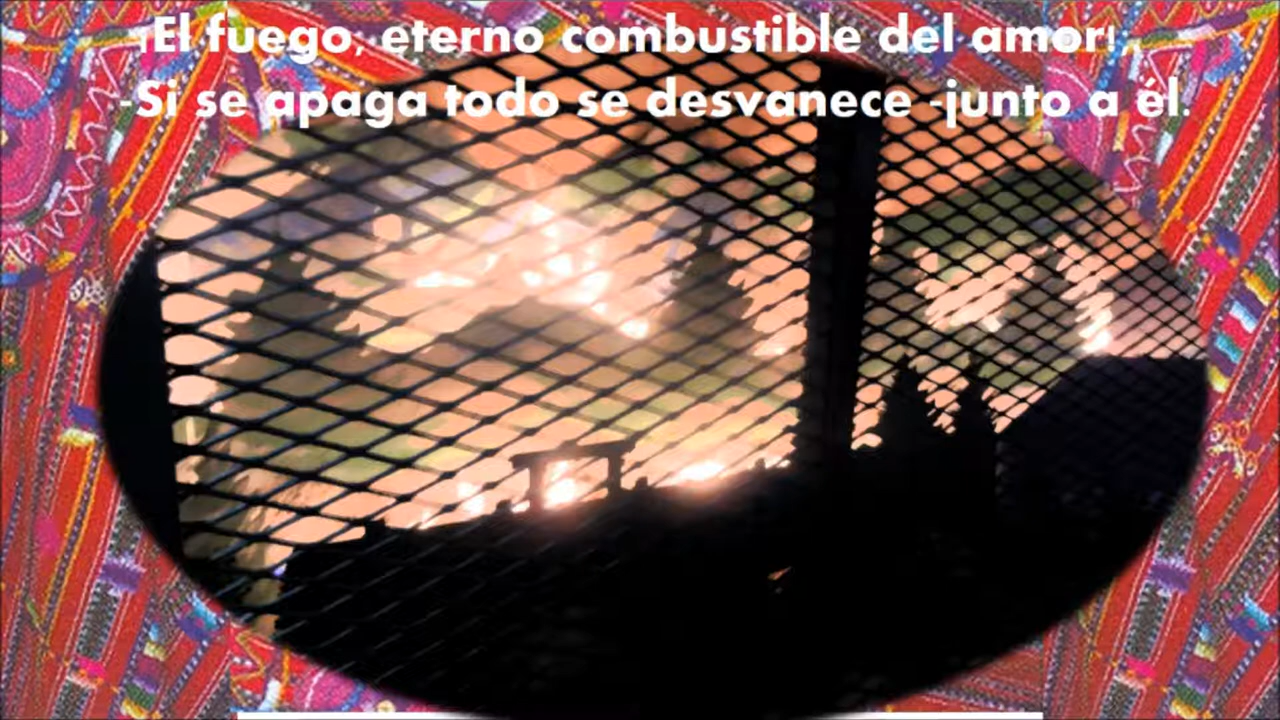 ¡El fuego, eterno combustible del amor!,
-Si se apaga todo se desvanece -junto a él.